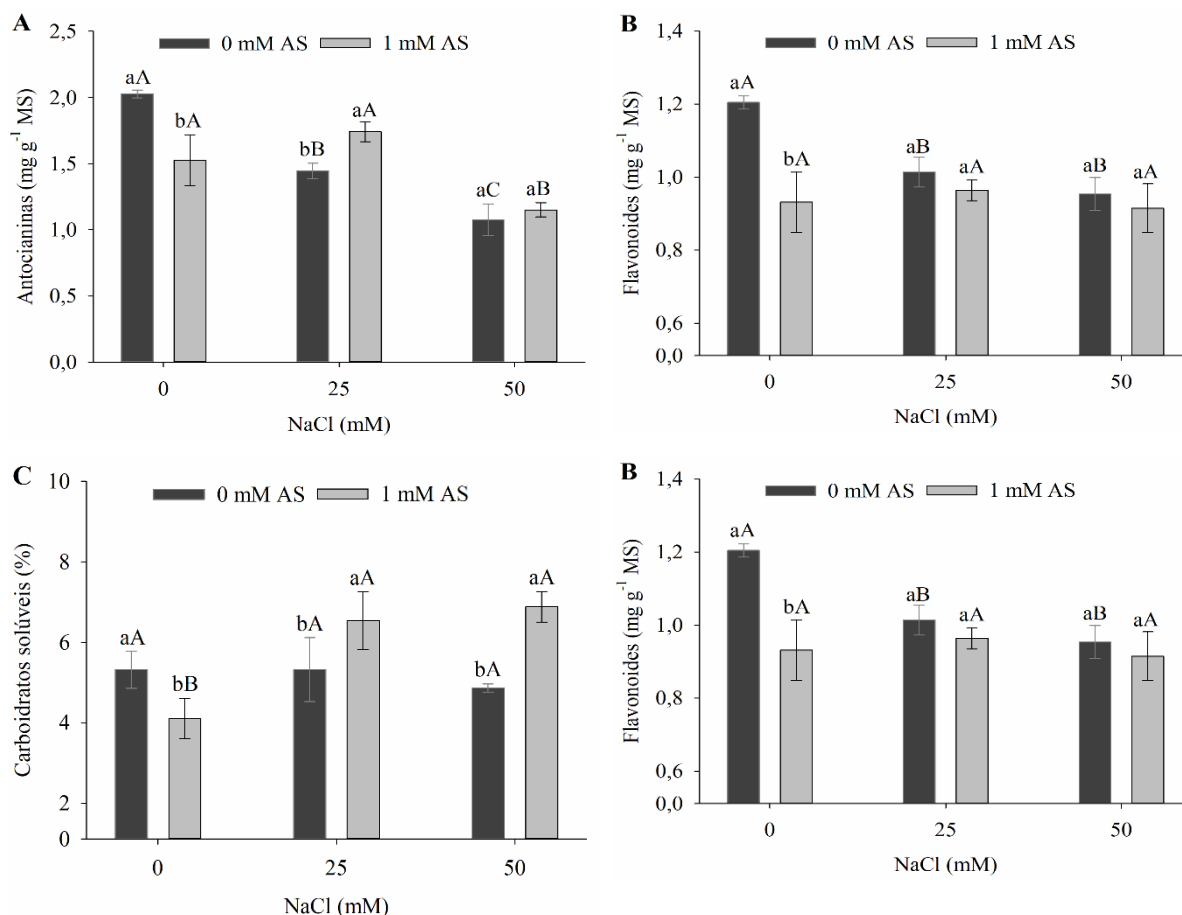 A
2,5
0 mM AS
1 mM AS
2,0
1,5
1,0
0,5
0,0
Antocianinas (mg g⁻¹ MS)
aA
bA
bB
aA
aC
aB
0
25
50
NaCl (mM)
B
1,4
0 mM AS
1 mM AS
1,2
1,0
0,8
0,6
0,0
Flavonoides (mg g⁻¹ MS)
aA
bA
aB
aA
aB
aA
0
25
50
NaCl (mM)
C
10
0 mM AS
1 mM AS
8
6
4
2
0
Carboidratos solúveis (%)
aA
bB
bA
aA
bA
aA
0
25
50
NaCl (mM)
B
1,4
0 mM AS
1 mM AS
1,2
1,0
0,8
0,6
0,0
Flavonoides (mg g⁻¹ MS)
aA
bA
aB
aA
aB
aA
0
25
50
NaCl (mM)